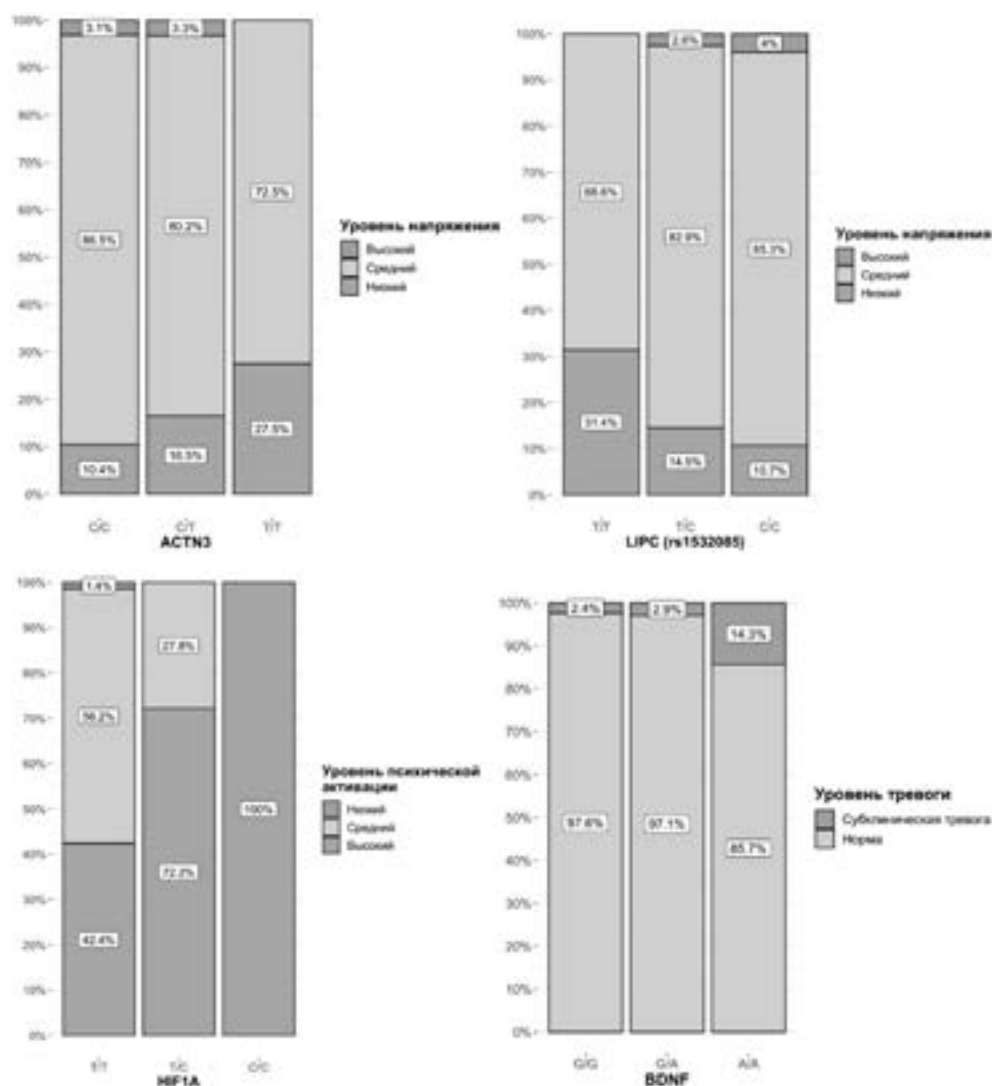 100%
90%
80%
70%
60%
50%
40%
30%
20%
10%
0%
3.1%
3.3%
86.5%
80.2%
72.5%
10.4%
16.5%
27.5%
C/C
C/T
T/T
ACTN3
Уровень напряжения
Высокий
Средний
Низкий
100%
90%
80%
70%
60%
50%
40%
30%
20%
10%
0%
2.6%
4%
68.6%
82.9%
85.3%
31.4%
14.5%
10.7%
T/T
T/C
C/C
LIPC (rs1532085)
Уровень напряжения
Высокий
Средний
Низкий
100%
90%
80%
70%
60%
50%
40%
30%
20%
10%
0%
1.4%
56.2%
27.8%
100%
42.4%
72.2%
T/T
T/C
C/C
HIF1A
Уровень психической
активации
Низкий
Средний
Высокий
100%
90%
80%
70%
60%
50%
40%
30%
20%
10%
0%
2.4%
2.9%
14.3%
97.6%
97.1%
85.7%
G/G
G/A
A/A
BDNF
Уровень тревоги
Субклиническая тревога
Норма